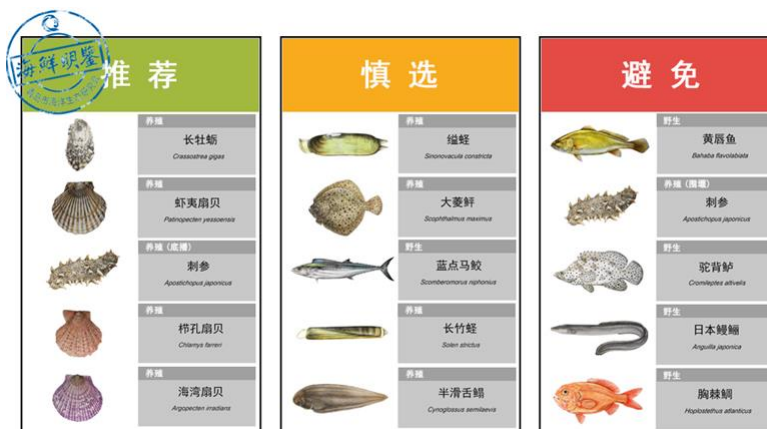 海鲜明鉴
推荐
养殖
长牡蛎
Crassostrea gigas
养殖
虾夷扇贝
Patinopecten yessoensis
养殖(底播)
刺参
Apostichopus japonicus
养殖
栉孔扇贝
Chlamys farreri
养殖
海湾扇贝
Argopecten irradians
慎选
养殖
缢蛏
Sinonovacula constricta
养殖
大菱鲆
Scophthalmus maximus
野生
蓝点马鲛
Scomberomorus niphonius
养殖
长竹蛏
Solen strictus
养殖
半滑舌鳎
Cynoglossus semilaevis
避免
野生
黄唇鱼
Bahaba flavolabiata
养殖(围堰)
刺参
Apostichopus japonicus
野生
驼背鲈
Cromileptes altivelis
野生
日本鳗鲡
Anguilla japonica
野生
胸棘鲷
Hoplostethus atlanticus